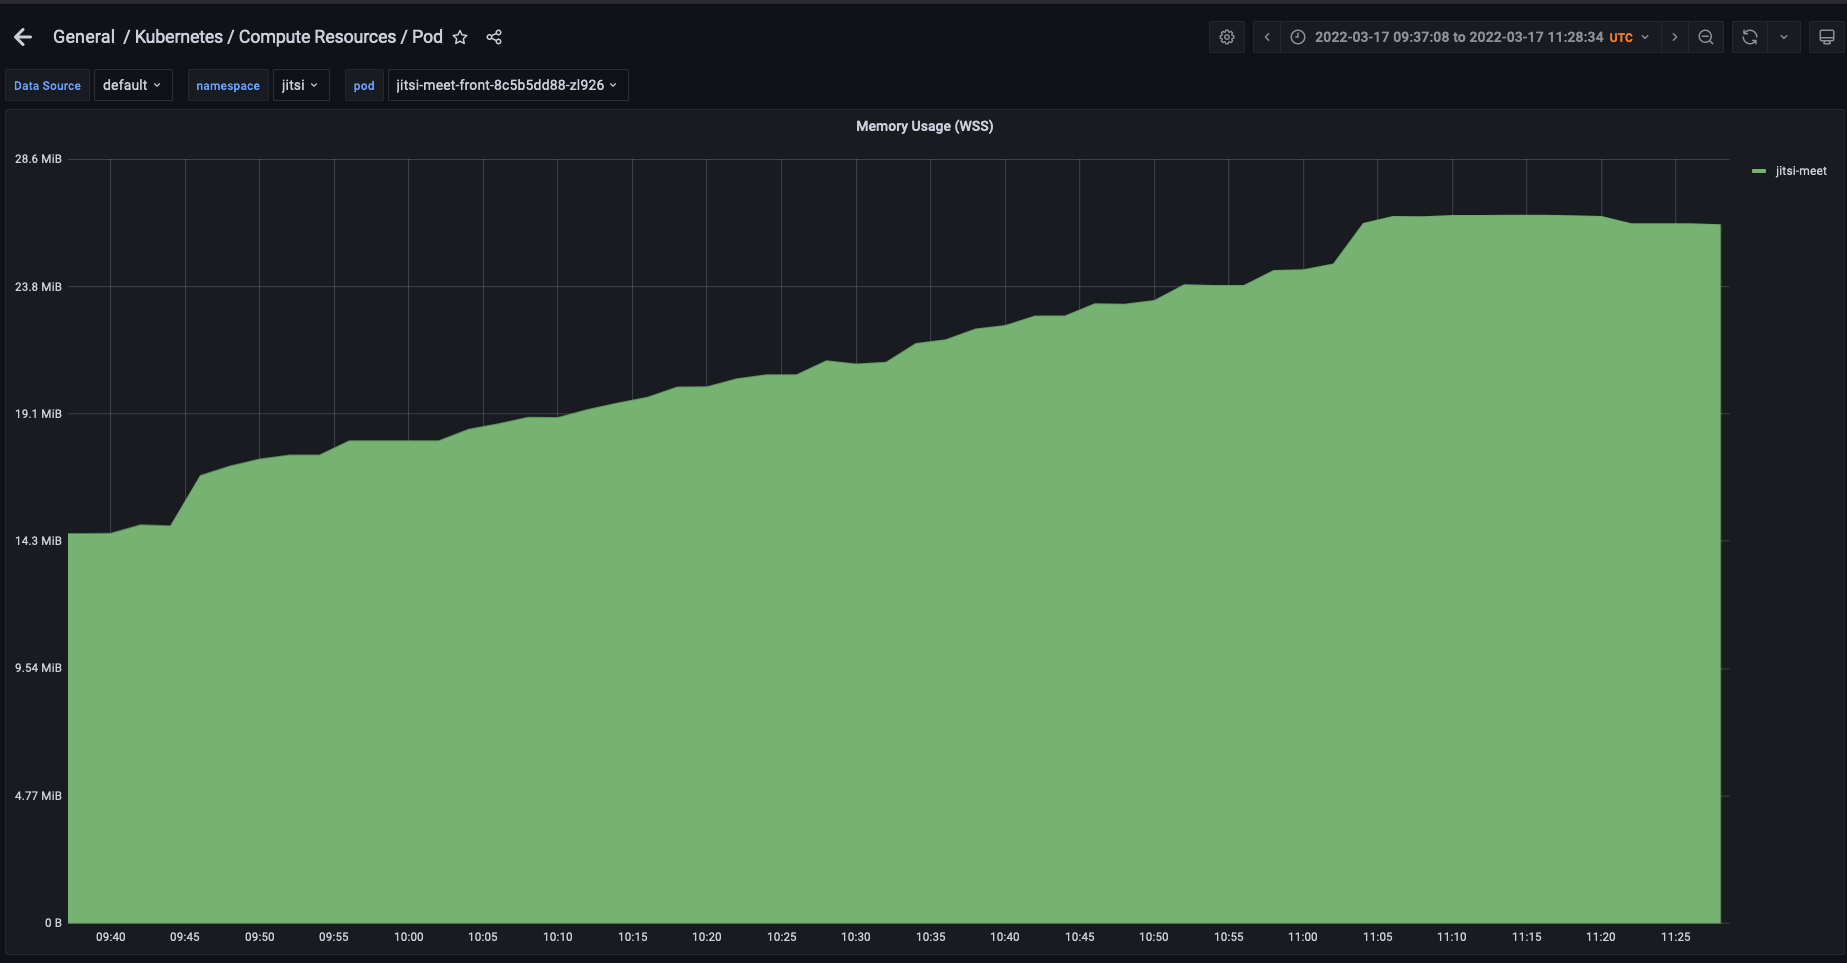 General / Kubernetes / Compute Resources / Pod
2022-03-17 09:37:08 to 2022-03-17 11:28:34 UTC
Data Source default namespace jitsi pod jitsi-meet-front-8c5b5dd88-zl926
Memory Usage (WSS)
28.6 MiB
23.8 MiB
19.1 MiB
14.3 MiB
9.54 MiB
4.77 MiB
0 B
09:40 09:45 09:50 09:55 10:00 10:05 10:10 10:15 10:20 10:25 10:30 10:35 10:40 10:45 10:50 10:55 11:00 11:05 11:10 11:15 11:20 11:25
jitsi-meet